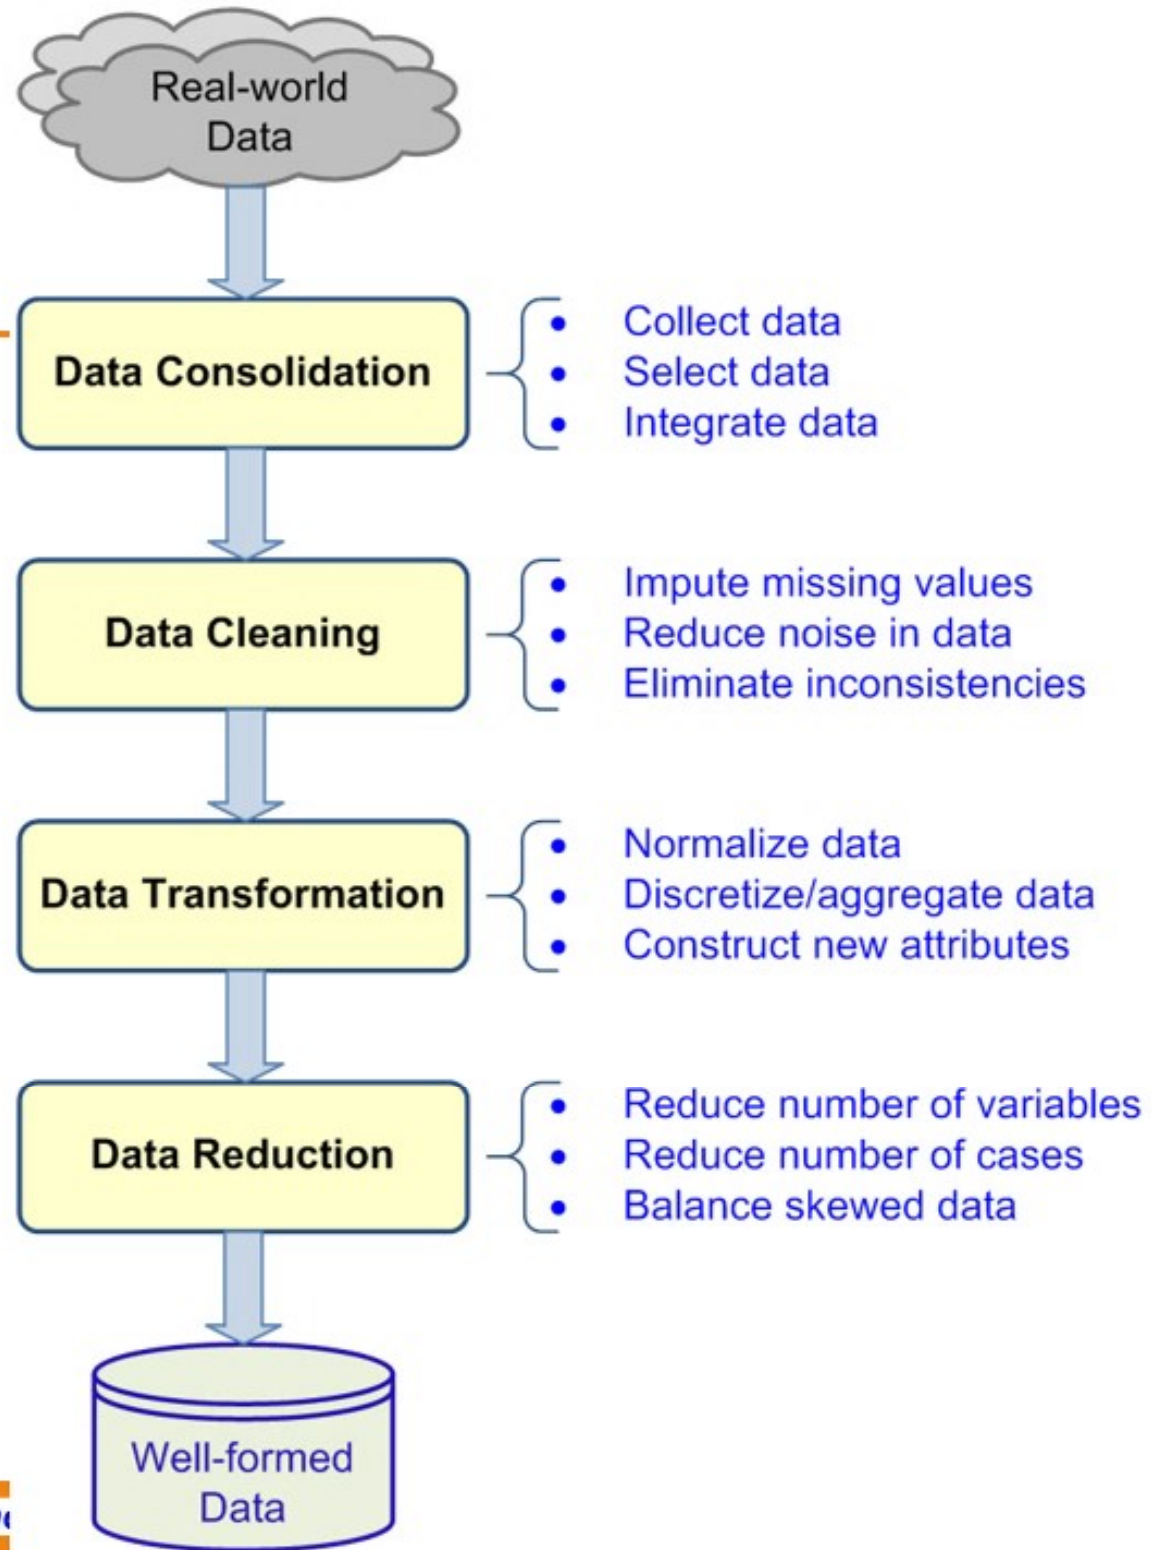 Real-world
Data
Data Consolidation
• Collect data
• Select data
• Integrate data
Data Cleaning
• Impute missing values
• Reduce noise in data
• Eliminate inconsistencies
Data Transformation
• Normalize data
• Discretize/aggregate data
• Construct new attributes
Data Reduction
• Reduce number of variables
• Reduce number of cases
• Balance skewed data
Well-formed
Data